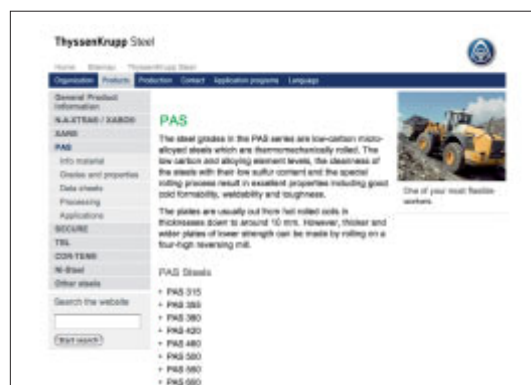 ThyssenKrupp Steel
Home Sitemap ThyssenKrupp Steel
Organisation Products Production Contact Application programs Language
General Product
Information
N-A-XTRA® / XABO®
XAR®
PAS
Info material
Grades and properties
Data sheets
Processing
Applications
SECURE
TBL
COR-TEN®
Ni-Steel
Other steels
Search the website
Start search
PAS
The steel grades in the PAS series are low-carbon micro-
alloyed steels which are thermomechanically rolled. The
low carbon and alloying element levels, the cleanness of
the steels with their low sulfur content and the special
rolling process result in excellent properties including good
cold formability, weldability and toughness.
The plates are usually cut from hot rolled coils in
thicknesses down to around 10 mm. However, thicker and
wider plates of lower strength can be made by rolling on a
four-high reversing mill.
PAS Steels
PAS 315
PAS 355
PAS 380
PAS 420
PAS 460
PAS 500
PAS 550
PAS 600
One of your most flexible
workers.